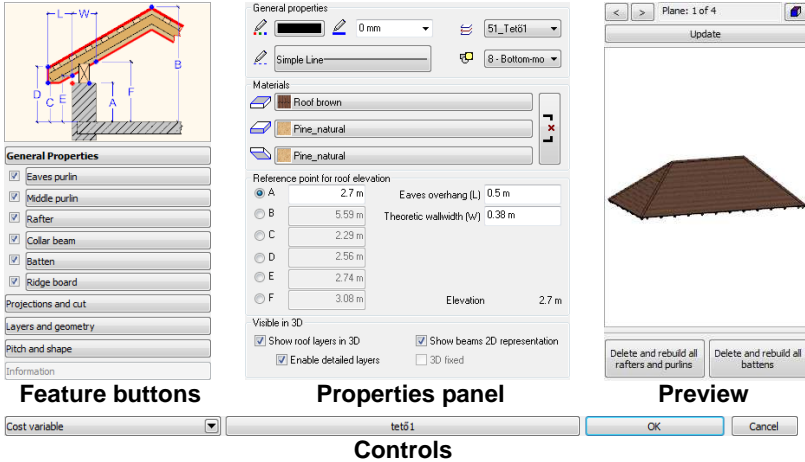 L W
B
D
C
E
A
F
General Properties
Eaves purlin
Middle purlin
Rafter
Collar beam
Batten
Ridge board
Projections and cut
Layers and geometry
Pitch and shape
Information
Feature buttons
General properties
0 mm
51_Tető1
Simple Line
8 - Bottom-mo
Materials
Roof brown
Pine_natural
Pine_natural
Reference point for roof elevation
A 2.7 m Eaves overhang (L) 0.5 m
B 5.59 m Theoretic wallwidth (W) 0.38 m
C 2.29 m
D 2.56 m
E 2.74 m
F 3.08 m Elevation 2.7 m
Visible in 3D
Show roof layers in 3D Show beams 2D representation
Enable detailed layers 3D fixed
Properties panel
< > Plane: 1 of 4
Update
Delete and rebuild all rafters and purlins
Delete and rebuild all battens
Preview
Cost variable tető1 OK Cancel
Controls